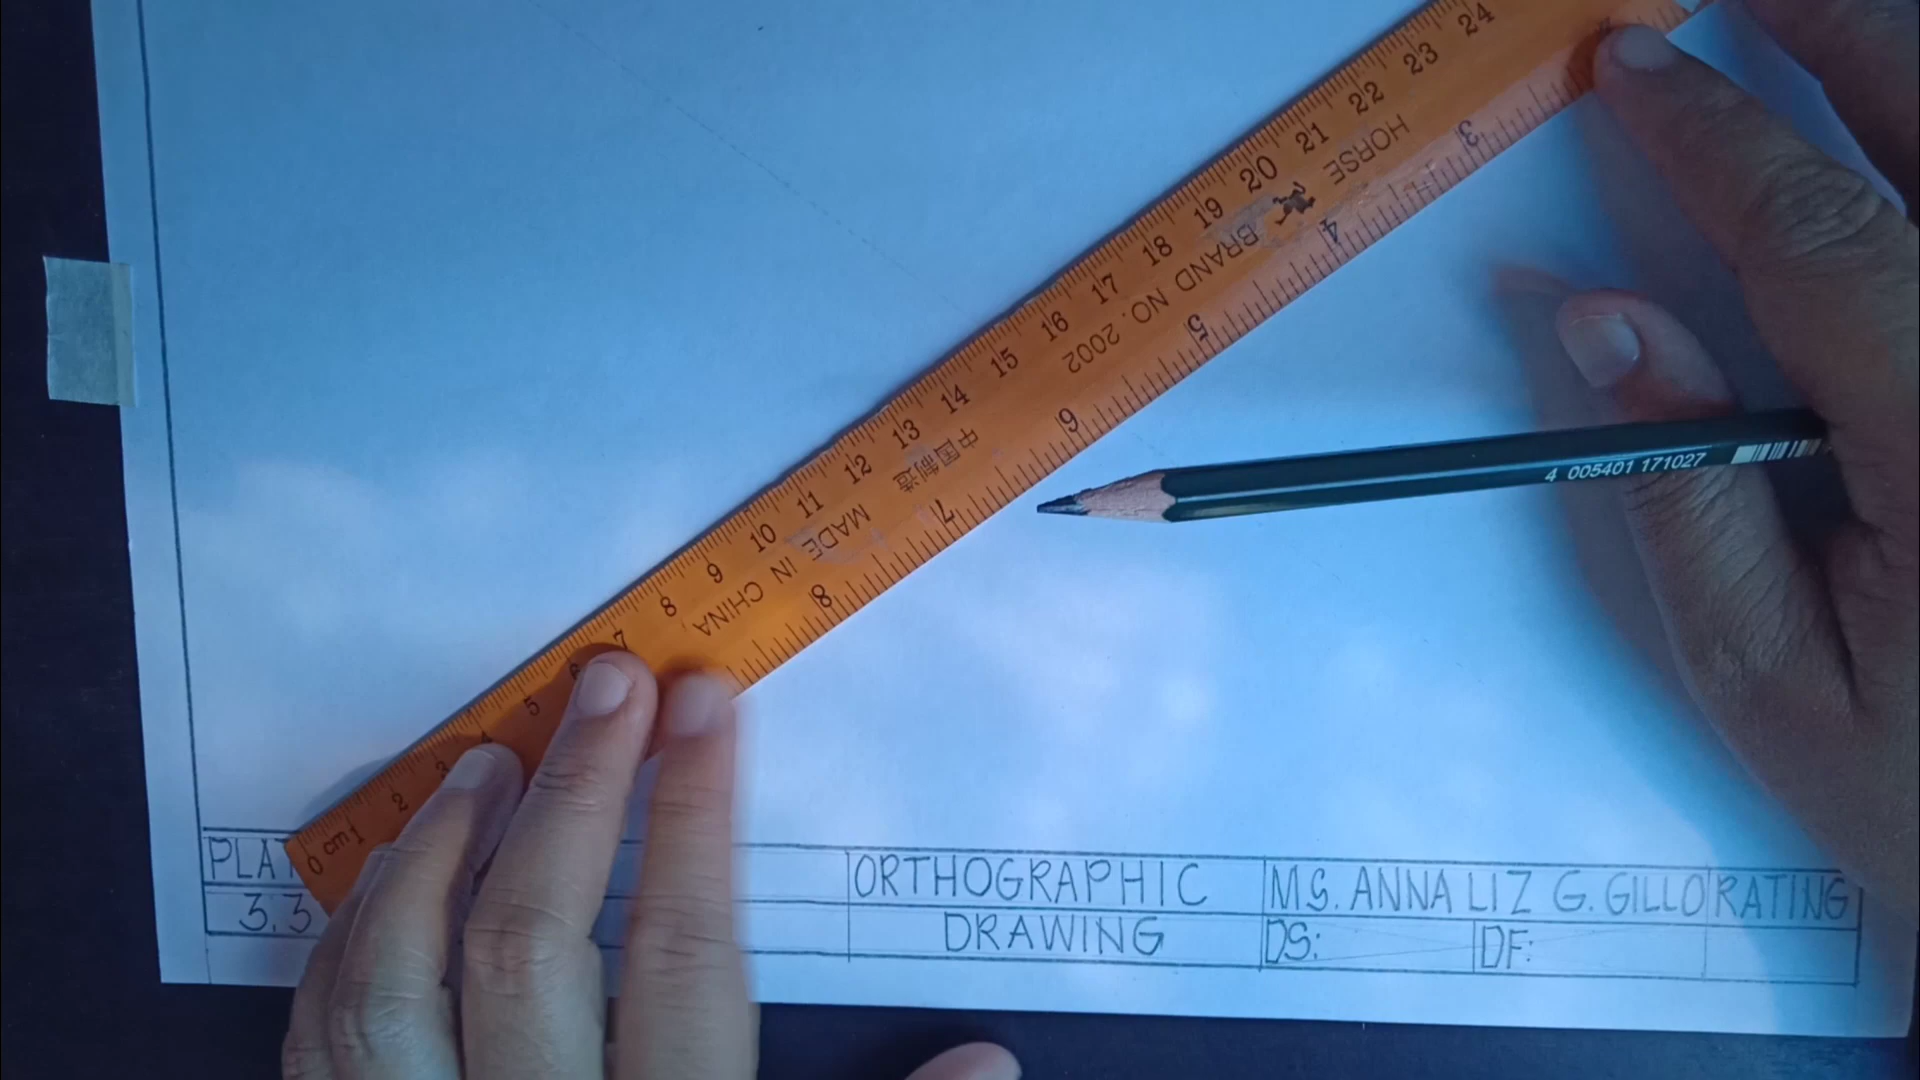 0 cm 1 2 3 4 5 6 7 8 9 10 11 12 13 14 15 16 17 18 19 20 21 22 23 24
HORSE BRAND NO. 2002
中国制造 MADE IN CHINA
3 4 5 6 7 8
4 005401 171027
ORTHOGRAPHIC
DRAWING
MS. ANNA LIZ G. GILLO
DS: DF:
RATING
3.3